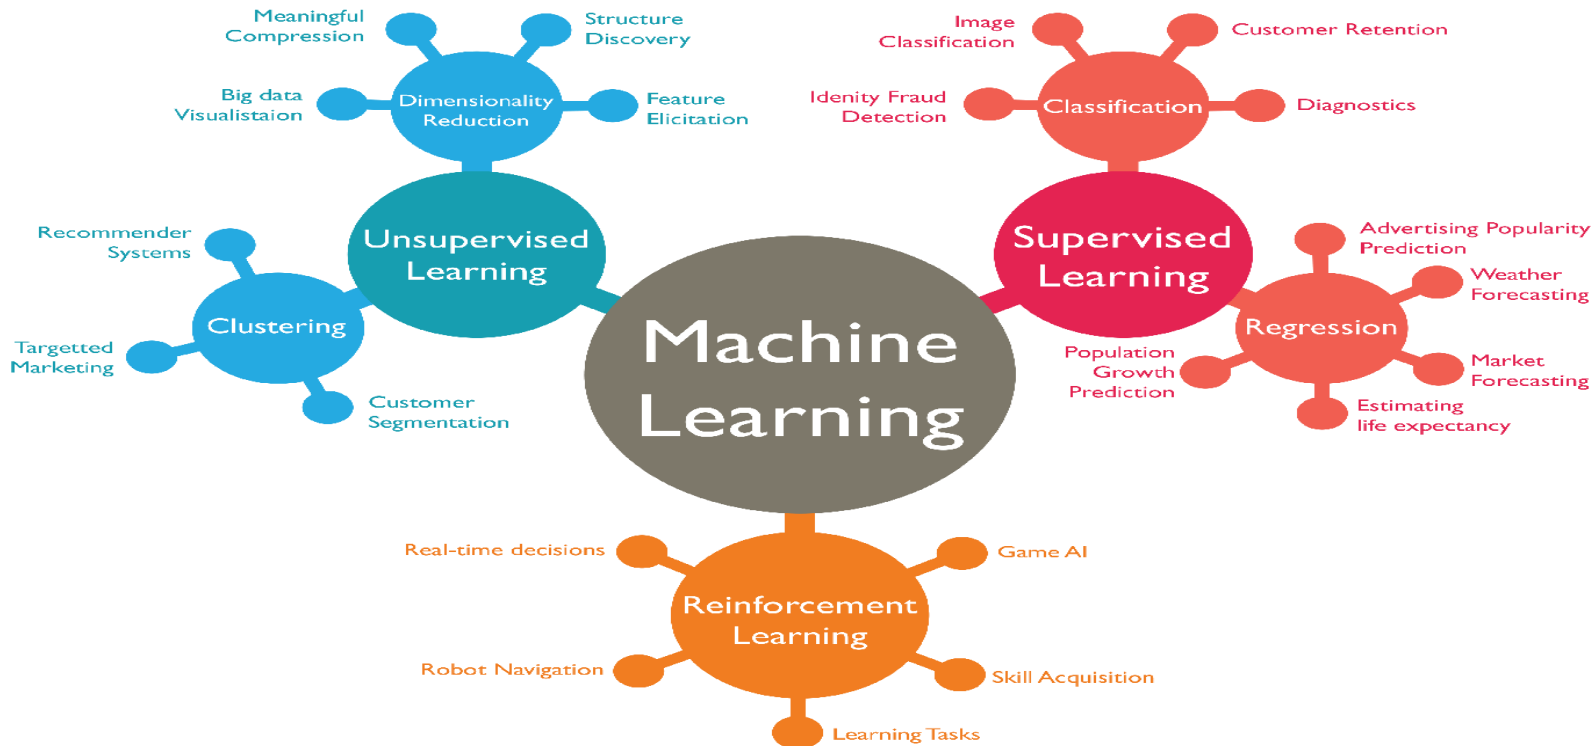 Meaningful
Compression
Structure
Discovery
Big data
Visualistaion
Dimensionality
Reduction
Feature
Elicitation
Image
Classification
Customer Retention
Idenity Fraud
Detection
Classification
Diagnostics
Recommender
Systems
Unsupervised
Learning
Clustering
Targetted
Marketing
Customer
Segmentation
Machine
Learning
Supervised
Learning
Advertising Popularity
Prediction
Weather
Forecasting
Regression
Population
Growth
Prediction
Market
Forecasting
Estimating
life expectancy
Real-time decisions
Game AI
Reinforcement
Learning
Robot Navigation
Skill Acquisition
Learning Tasks